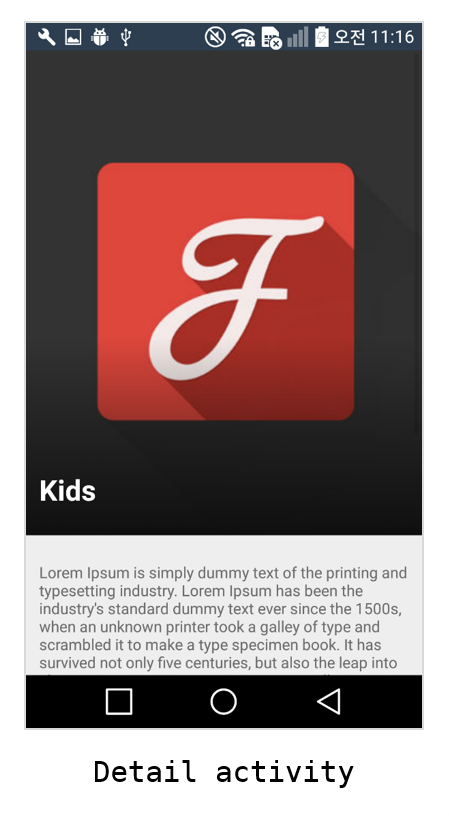 오전 11:16
F
Kids
Lorem Ipsum is simply dummy text of the printing and
typesetting industry. Lorem Ipsum has been the
industry's standard dummy text ever since the 1500s,
when an unknown printer took a galley of type and
scrambled it to make a type specimen book. It has
survived not only five centuries, but also the leap into
Detail activity